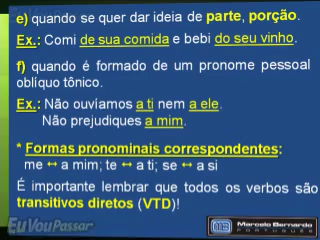 EuVouPassar
e) quando se quer dar ideia de parte, porção.
Ex.: Comi de sua comida e bebi do seu vinho.
f) quando é formado de um pronome pessoal
oblíquo tônico.
Ex.: Não ouvíamos a ti nem a ele.
Não prejudiques a mim.
* Formas pronominais correspondentes:
me ↔ a mim; te ↔ a ti; se ↔ a si
É importante lembrar que todos os verbos são
transitivos diretos (VTD)!
EuVouPassar
MB Marcelo Bernardo
PORTUGUÊS